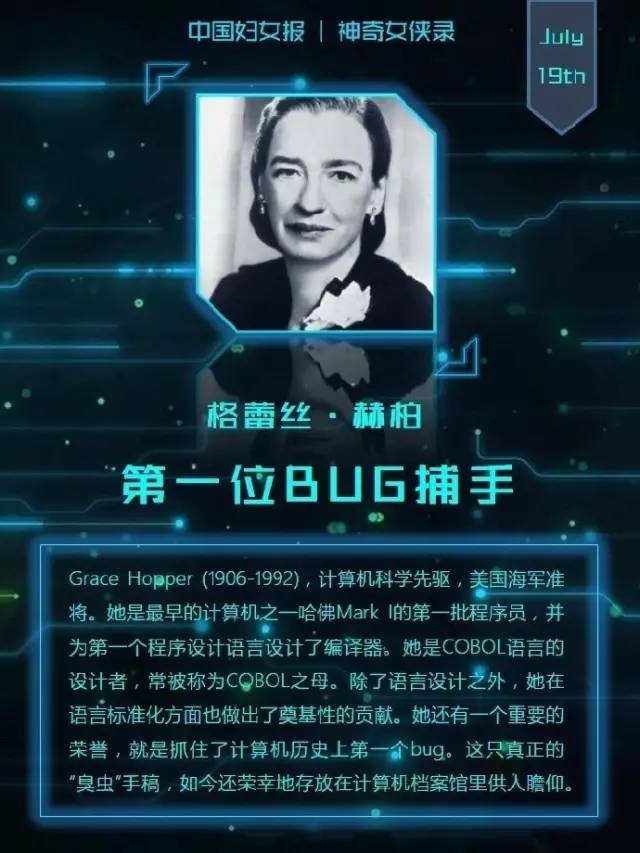 中国妇女报 | 神奇女侠录
July
19th
格蕾丝·赫柏
第一位BUG捕手
Grace Hopper (1906-1992)，计算机科学先驱，美国海军准
将。她是最早的计算机之一哈佛Mark I的第一批程序员，并
为第一个程序设计语言设计了编译器。她是COBOL语言的
设计者，常被称为COBOL之母。除了语言设计之外，她在
语言标准化方面也做出了奠基性的贡献。她还有一个重要的
荣誉，就是抓住了计算机历史上第一个bug。这只真正的
“臭虫”手稿，如今还荣幸地存放在计算机档案馆里供人瞻仰。